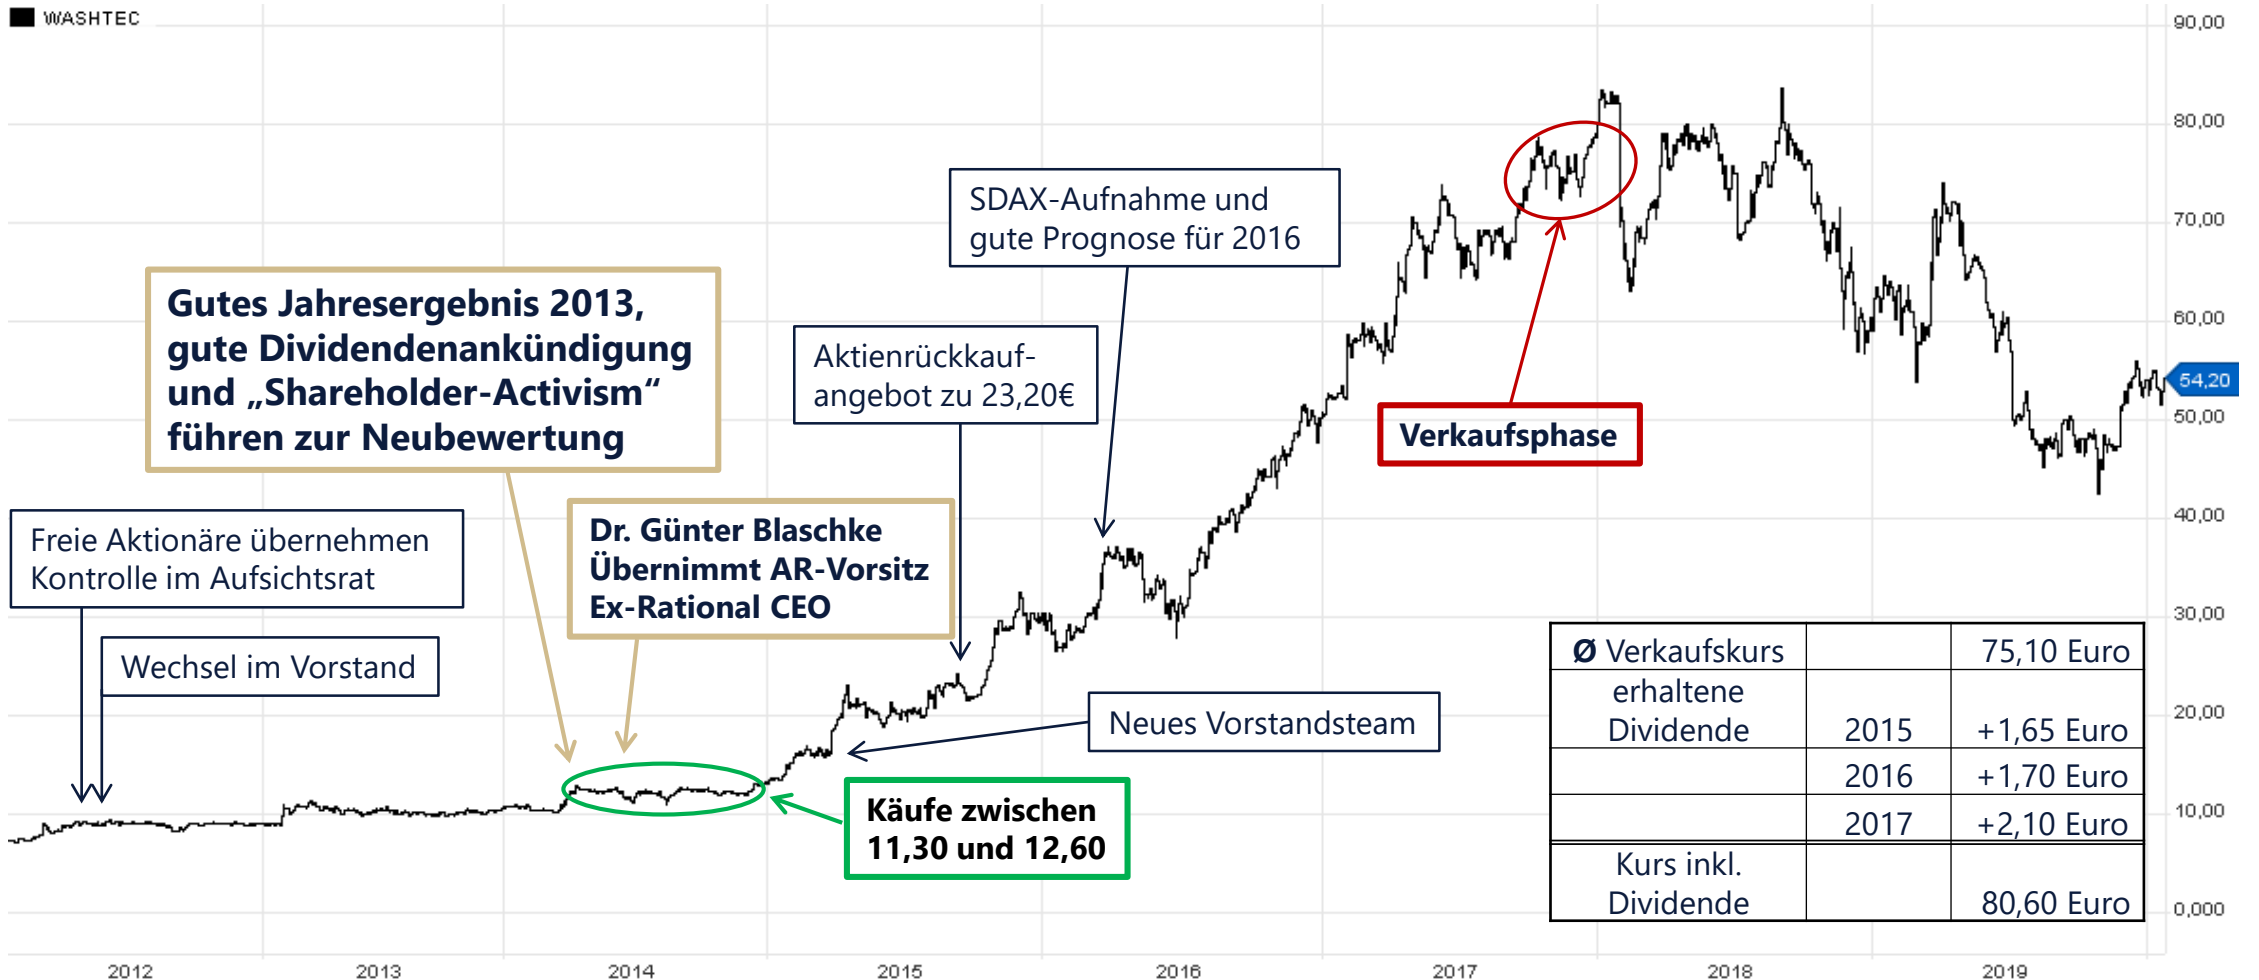 WASHTEC
90,00
80,00
70,00
60,00
54,20
50,00
40,00
30,00
20,00
10,00
0,000
SDAX-Aufnahme und
gute Prognose für 2016
Gutes Jahresergebnis 2013,
gute Dividendenankündigung
und „Shareholder-Activism“
führen zur Neubewertung
Aktienrückkauf-
angebot zu 23,20€
Verkaufsphase
Freie Aktionäre übernehmen
Kontrolle im Aufsichtsrat
Dr. Günter Blaschke
Übernimmt AR-Vorsitz
Ex-Rational CEO
Wechsel im Vorstand
Neues Vorstandsteam
Käufe zwischen
11,30 und 12,60
Ø Verkaufskurs 75,10 Euro
erhaltene
Dividende 2015 +1,65 Euro
2016 +1,70 Euro
2017 +2,10 Euro
Kurs inkl.
Dividende 80,60 Euro
2012 2013 2014 2015 2016 2017 2018 2019